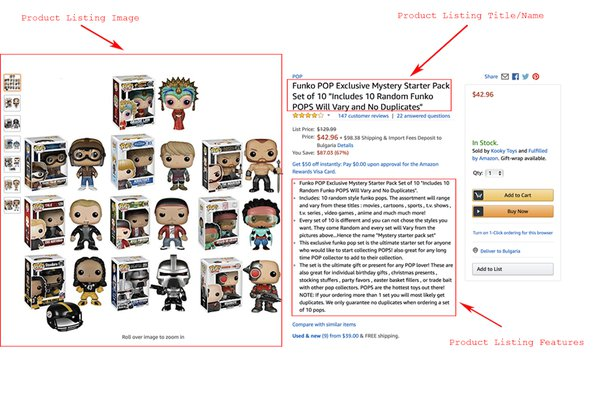 Product Listing Image
Product Listing Title/Name
POP
Funko POP Exclusive Mystery Starter Pack
Set of 10 "Includes 10 Random Funko
POPS Will Vary and No Duplicates"
147 customer reviews | 22 answered questions
List Price: $129.99
Price: $42.96 + $98.38 Shipping & Import Fees Deposit to
Bulgaria Details
You Save: $87.03 (67%)
Get $50 off instantly: Pay $0.00 upon approval for the Amazon
Rewards Visa Card.
Funko POP Exclusive Mystery Starter Pack Set of 10 "Includes 10
Random Funko POPS Will Vary and No Duplicates".
Includes: 10 random style funko pops. The assortment will range
and vary from these titles : movies , cartoons , sports , t.v. shows ,
t.v. series , video games , anime and much much more!
Every set of 10 is different and you can not chose the styles you
want. They come Random and every set will Vary from the
pictures above...Hence the name "Mystery starter pack set"
This exclusive funko pop set is the ultimate starter set for anyone
who would like to start collecting POPS! also great for any long
time POP collector to add to their collection.
The set is the ultimate gift or present for any POP lover! These are
also great for individual birthday gifts , christmas presents ,
stocking stuffers , party favors , easter basket fillers , or trade bait
with other pop collectors. POPS are the hottest toys out there!
NOTE: If your ordering more than 1 set you will most likely get
duplicates. We only guarantee no duplicates when ordering a set
of 10 pops.
Compare with similar items
Used & new (9) from $39.00 & FREE shipping.
Share
$42.96
In Stock.
Sold by Kooky Toys and Fulfilled
by Amazon. Gift-wrap available.
Qty: 1
Add to Cart
Buy Now
Turn on 1-Click ordering for this browser
Deliver to Bulgaria
Add to List
Roll over image to zoom in
Product Listing Features